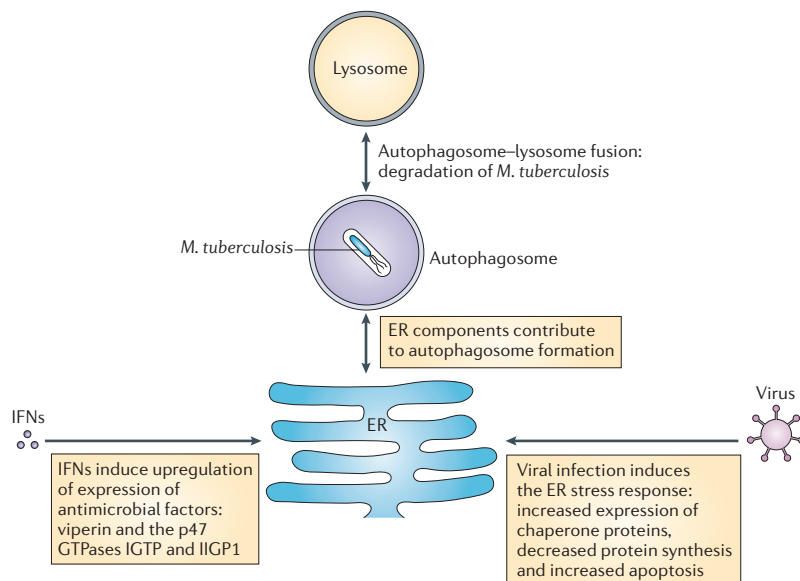 Lysosome
Autophagosome–lysosome fusion:
degradation of M. tuberculosis
M. tuberculosis
Autophagosome
ER components contribute
to autophagosome formation
IFNs
ER
Virus
IFNs induce upregulation
of expression of
antimicrobial factors:
viperin and the p47
GTPases IGTP and IIGP1
Viral infection induces
the ER stress response:
increased expression of
chaperone proteins,
decreased protein synthesis
and increased apoptosis